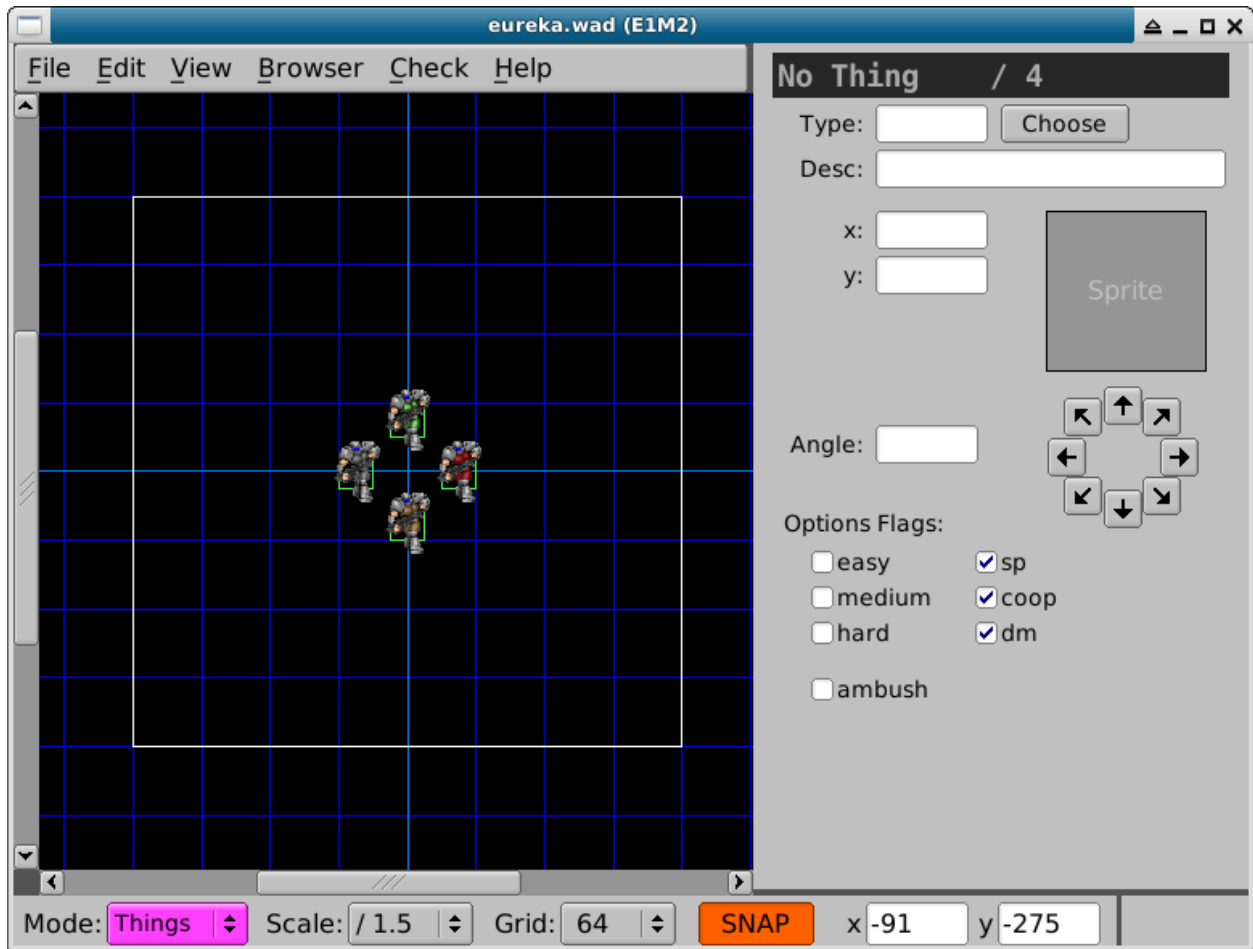 eureka.wad (E1M2)
File Edit View Browser Check Help
No Thing / 4
Type: Choose
Desc:
x:
y:
Sprite
Angle:
Options Flags:
easy sp
medium coop
hard dm
ambush
Mode: Things Scale: / 1.5 Grid: 64 SNAP x -91 y -275